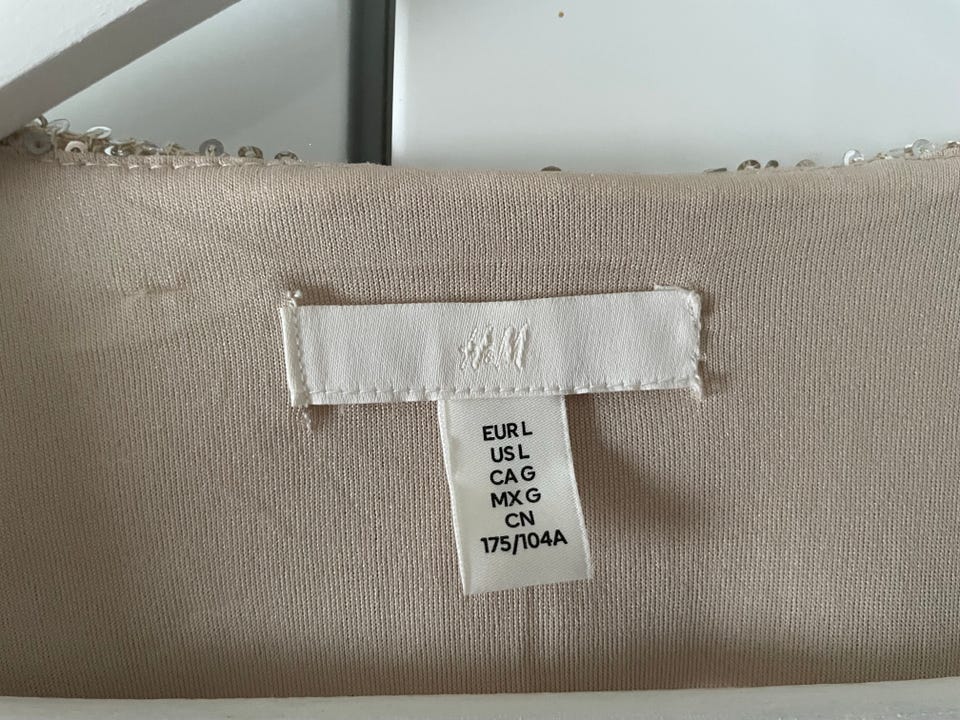 H&M
EUR L
US L
CA G
MX G
CN
175/104A